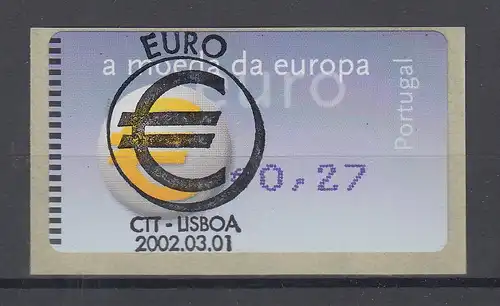 EURO
€
a moeda da europa
euro
Portugal
€0,27
CTT - LISBOA
2002.03.01